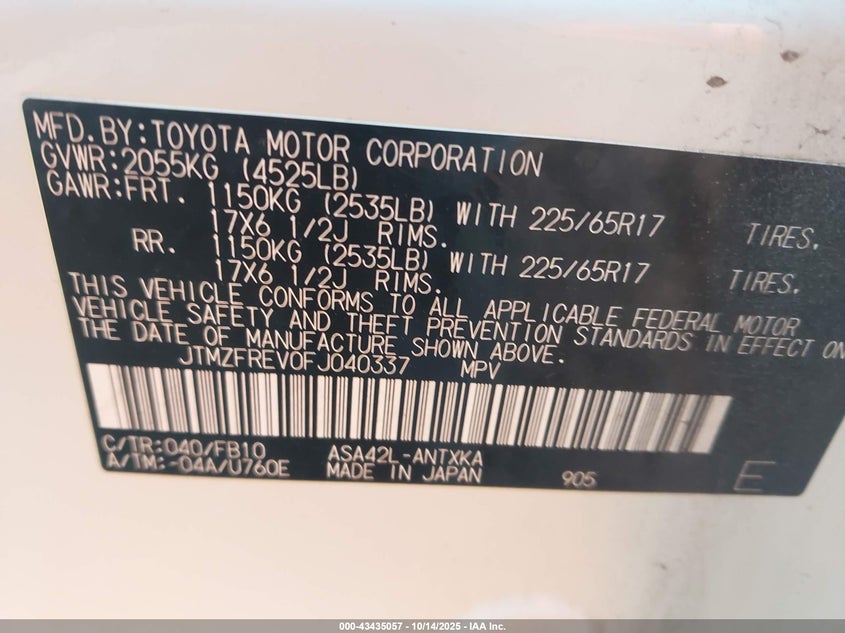 MFD.BY:TOYOTA MOTOR CORPORATION
GVWR:2055KG (4525LB)
GAWR:FRT. 1150KG (2535LB) WITH 225/65R17 TIRES.
17X6 1/2J RIMS.
RR. 1150KG (2535LB) WITH 225/65R17 TIRES.
17X6 1/2J RIMS.
THIS VEHICLE CONFORMS TO ALL APPLICABLE FEDERAL MOTOR
VEHICLE SAFETY AND THEFT PREVENTION STANDARDS IN EFFECT ON
THE DATE OF MANUFACTURE SHOWN ABOVE.
JTMZFREV0FJ040337 MPV
C/TR:040/FB10 ASA42L-ANTXKA
A/TM:-04A/U760E MADE IN JAPAN 905 E
000-43435057 - 10/14/2025 - IAA Inc.